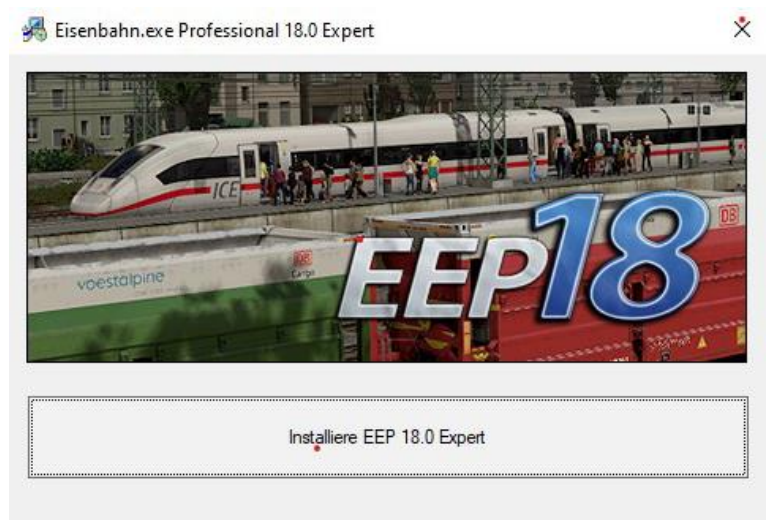 Eisenbahn.exe Professional 18.0 Expert
ICE
DB
voestalpine
DB
Cargo
EEP18
Installiere EEP 18.0 Expert